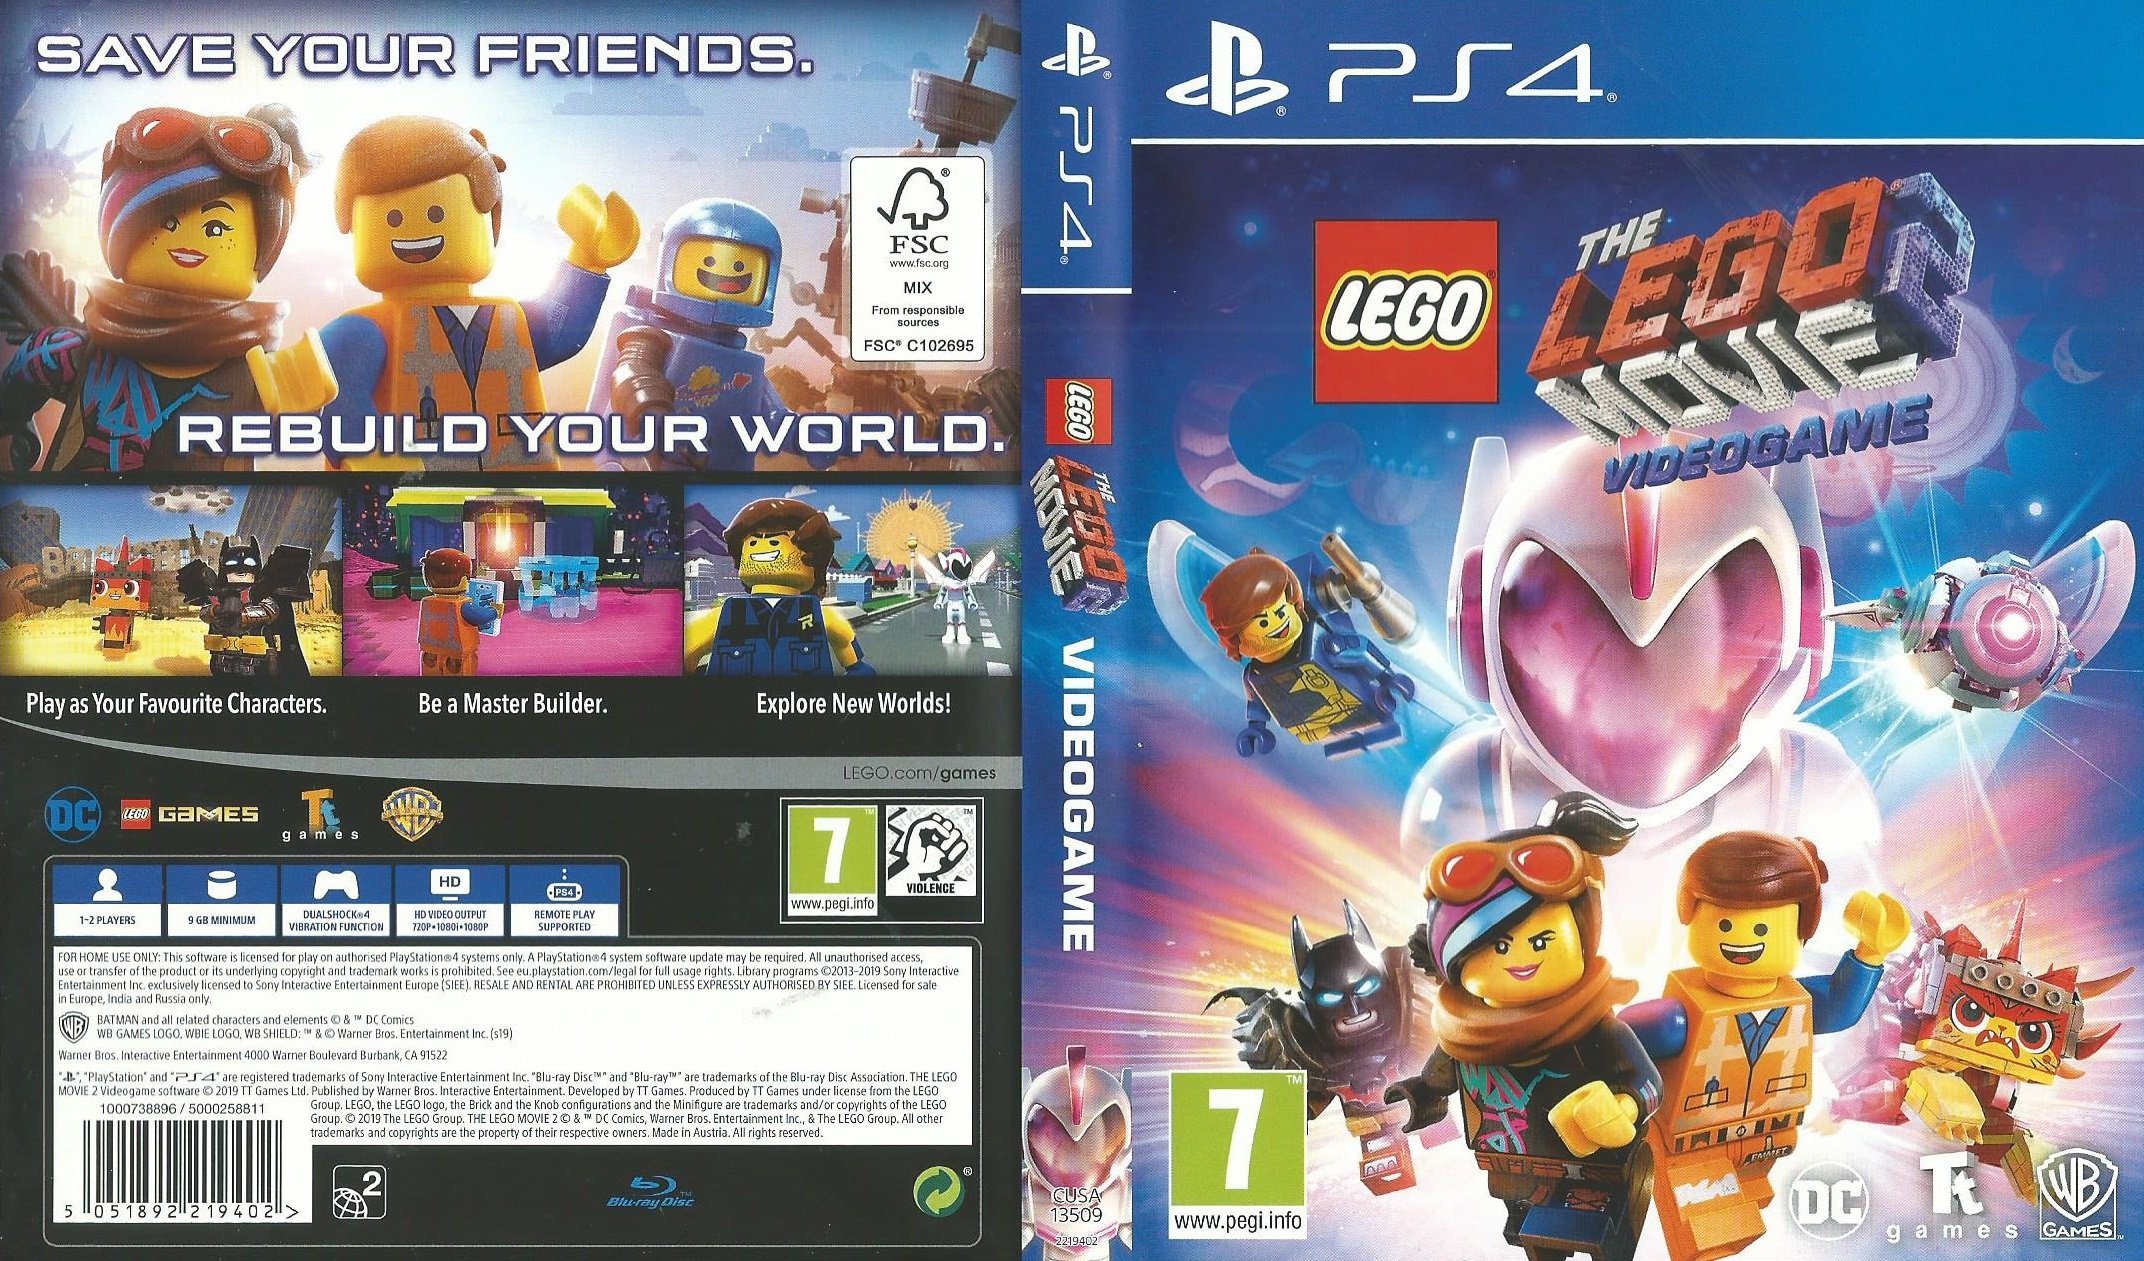 SAVE YOUR FRIENDS.
FSC®
www.fsc.org
MIX
From responsible
sources
FSC® C102695
REBUILD YOUR WORLD.
Play as Your Favourite Characters.
Be a Master Builder.
Explore New Worlds!
LEGO.com/games
DC
LEGO GAMES
Tt
games
WB
7
www.pegi.info
VIOLENCE
1-2 PLAYERS
9 GB MINIMUM
DUALSHOCK®4
VIBRATION FUNCTION
HD
HD VIDEO OUTPUT
720P•1080i•1080P
PS4
REMOTE PLAY
SUPPORTED
FOR HOME USE ONLY: This software is licensed for play on authorised PlayStation®4 systems only. A PlayStation®4 system software update may be required. All unauthorised access,
use or transfer of the product or its underlying copyright and trademark works is prohibited. See eu.playstation.com/legal for full usage rights. Library programs ©2013-2019 Sony Interactive
Entertainment Inc. exclusively licensed to Sony Interactive Entertainment Europe (SIEE). RESALE AND RENTAL ARE PROHIBITED UNLESS EXPRESSLY AUTHORISED BY SIEE. Licensed for sale
in Europe, India and Russia only.
BATMAN and all related characters and elements © & ™ DC Comics
WB GAMES LOGO, WBIE LOGO, WB SHIELD: ™ & © Warner Bros. Entertainment Inc. (s19)
Warner Bros. Interactive Entertainment 4000 Warner Boulevard Burbank, CA 91522
"PlayStation" and "PS4" are registered trademarks of Sony Interactive Entertainment Inc. "Blu-ray Disc™" and "Blu-ray™" are trademarks of the Blu-ray Disc Association. THE LEGO
MOVIE 2 Videogame software © 2019 TT Games Ltd. Published by Warner Bros. Interactive Entertainment. Developed by TT Games. Produced by TT Games under license from the LEGO
Group. LEGO, the LEGO logo, the Brick and the Knob configurations and the Minifigure are trademarks and/or copyrights of the LEGO
Group. © 2019 The LEGO Group. THE LEGO MOVIE 2 © & ™ DC Comics, Warner Bros. Entertainment Inc., & The LEGO Group. All other
trademarks and copyrights are the property of their respective owners. Made in Austria. All rights reserved.
1000738896 / 5000258811
5 051892 219402 >
2
Blu-ray Disc™
PS4®
LEGO
THE
LEGO
MOVIE
2
VIDEOGAME
CUSA
13509
2219402
PS4®
LEGO®
THE
LEGO®
MOVIE
2
VIDEOGAME
EMMET
7™
www.pegi.info
DC
Tt
games
WB
GAMES